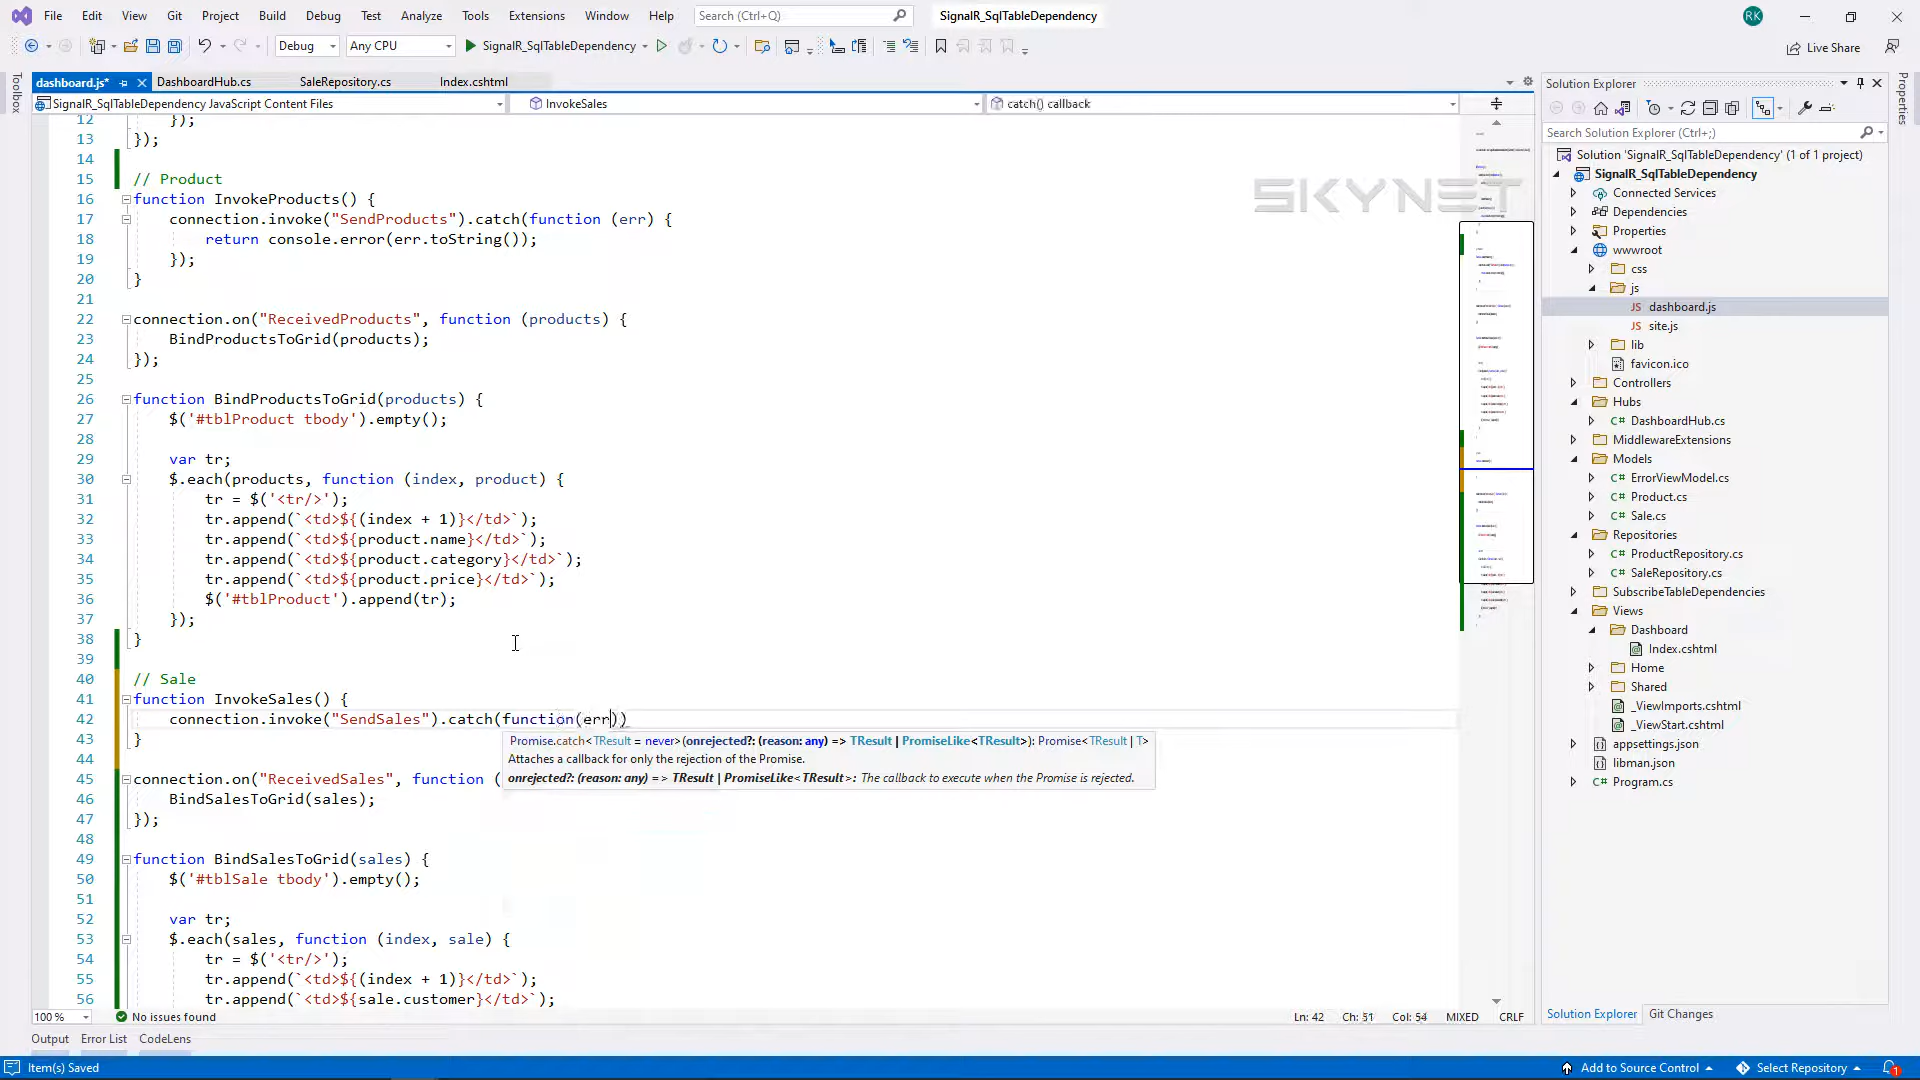 File Edit View Git Project Build Debug Test Analyze Tools Extensions Window Help Search (Ctrl+Q) SignalR_SqlTableDependency RK
Debug Any CPU SignalR_SqlTableDependency Live Share
Toolbox
dashboard.js* DashboardHub.cs SaleRepository.cs Index.cshtml
SignalR_SqlTableDependency JavaScript Content Files InvokeSales catch() callback
12 });
13 });
14
15 // Product
16 function InvokeProducts() {
17 connection.invoke("SendProducts").catch(function (err) {
18 return console.error(err.toString());
19 });
20 }
21
22 connection.on("ReceivedProducts", function (products) {
23 BindProductsToGrid(products);
24 });
25
26 function BindProductsToGrid(products) {
27 $('#tblProduct tbody').empty();
28
29 var tr;
30 $.each(products, function (index, product) {
31 tr = $('<tr/>');
32 tr.append(`<td>${(index + 1)}</td>`);
33 tr.append(`<td>${product.name}</td>`);
34 tr.append(`<td>${product.category}</td>`);
35 tr.append(`<td>${product.price}</td>`);
36 $('#tblProduct').append(tr);
37 });
38 }
39
40 // Sale
41 function InvokeSales() {
42 connection.invoke("SendSales").catch(function(err))
43 }
44
Promise.catch<TResult = never>(onrejected?: (reason: any) => TResult | PromiseLike<TResult>): Promise<TResult | T>
Attaches a callback for only the rejection of the Promise.
onrejected?: (reason: any) => TResult | PromiseLike<TResult>: The callback to execute when the Promise is rejected.
45 connection.on("ReceivedSales", function (
46 BindSalesToGrid(sales);
47 });
48
49 function BindSalesToGrid(sales) {
50 $('#tblSale tbody').empty();
51
52 var tr;
53 $.each(sales, function (index, sale) {
54 tr = $('<tr/>');
55 tr.append(`<td>${(index + 1)}</td>`);
56 tr.append(`<td>${sale.customer}</td>`);
SKYNET
100 % No issues found Ln: 42 Ch: 51 Col: 54 MIXED CRLF
Output Error List CodeLens
Item(s) Saved Add to Source Control Select Repository 1
Solution Explorer
Search Solution Explorer (Ctrl+;)
Solution 'SignalR_SqlTableDependency' (1 of 1 project)
SignalR_SqlTableDependency
Connected Services
Dependencies
Properties
wwwroot
css
js
JS dashboard.js
JS site.js
lib
favicon.ico
Controllers
Hubs
C# DashboardHub.cs
MiddlewareExtensions
Models
C# ErrorViewModel.cs
C# Product.cs
C# Sale.cs
Repositories
C# ProductRepository.cs
C# SaleRepository.cs
SubscribeTableDependencies
Views
Dashboard
Index.cshtml
Home
Shared
_ViewImports.cshtml
_ViewStart.cshtml
appsettings.json
libman.json
C# Program.cs
Solution Explorer Git Changes
Properties